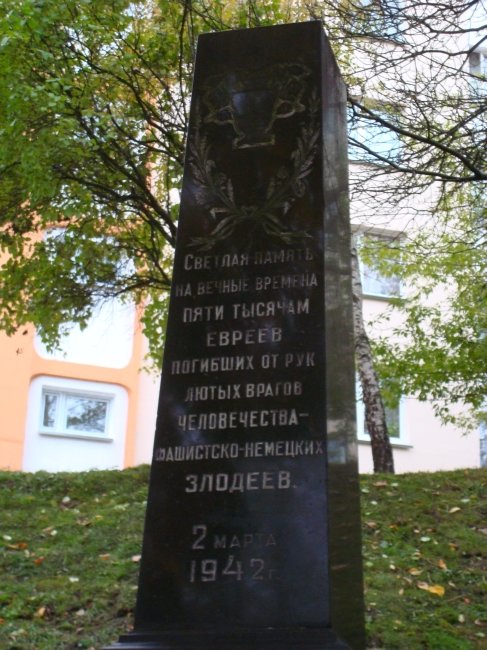 Светлая память
на вечные времена
пяти тысячам
евреев
погибших от рук
лютых врагов
человечества-
фашистско-немецких
злодеев.
2 марта
1942г.